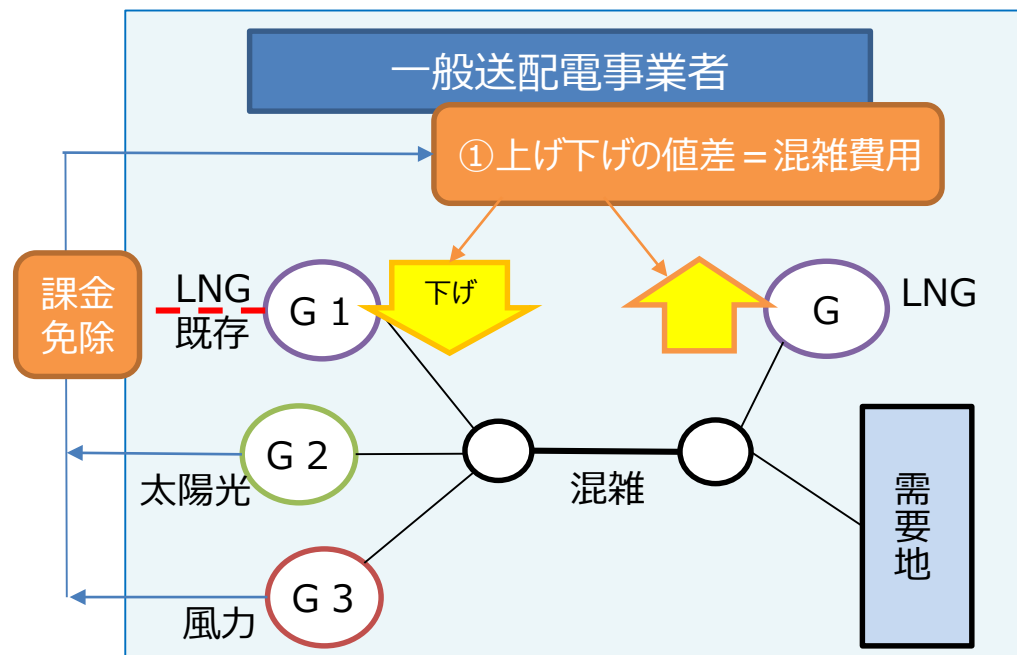 一般送配電事業者
①上げ下げの値差＝混雑費用
課金
免除
LNG
既存
G 1
下げ
G
LNG
G 2
太陽光
混雑
需要地
G 3
風力